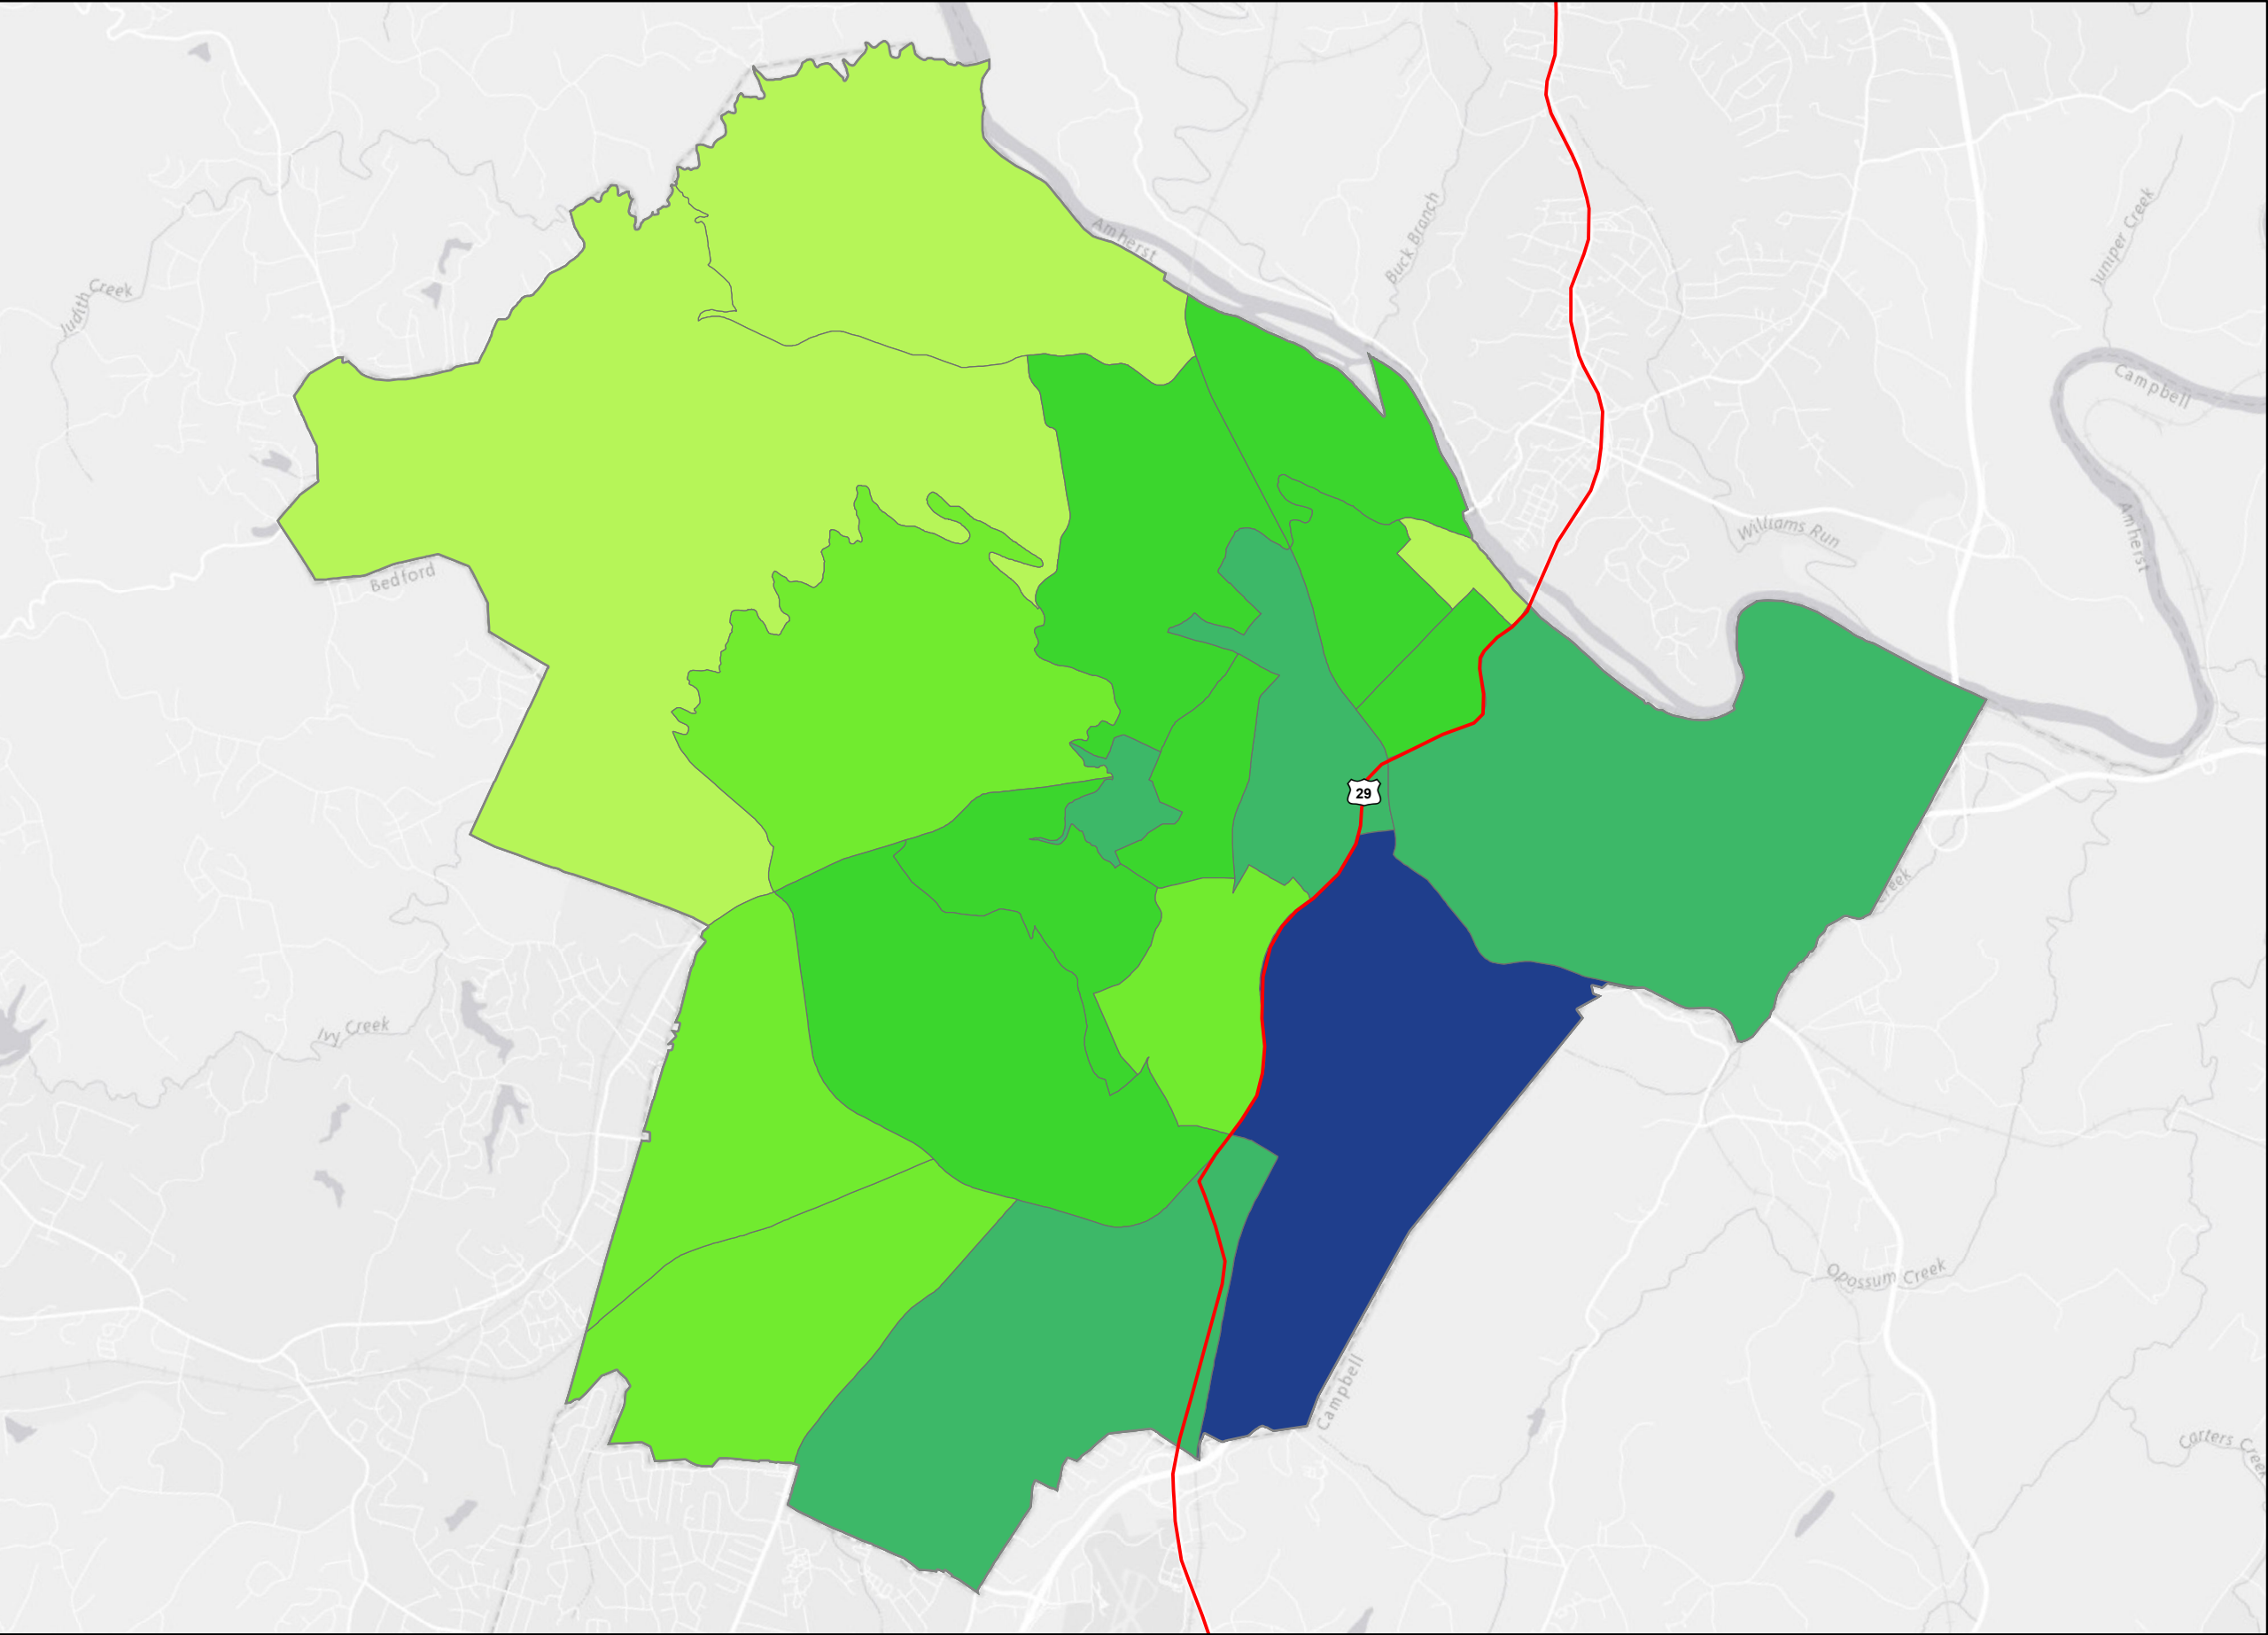 Amherst
Buck Branch
Juniper Creek
Judith Creek
Campbell
Williams Run
Amherst
Bedford
29
Creek
Ivy Creek
Opossum Creek
Campbell
Carters Creek